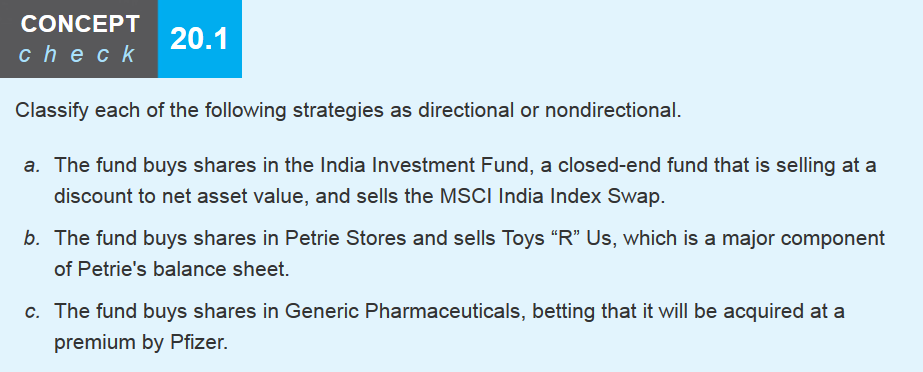 CONCEPT
check
20.1
Classify each of the following strategies as directional or nondirectional.
a. The fund buys shares in the India Investment Fund, a closed-end fund that is selling at a
discount to net asset value, and sells the MSCI India Index Swap.
b. The fund buys shares in Petrie Stores and sells Toys “R” Us, which is a major component
of Petrie's balance sheet.
c. The fund buys shares in Generic Pharmaceuticals, betting that it will be acquired at a
premium by Pfizer.